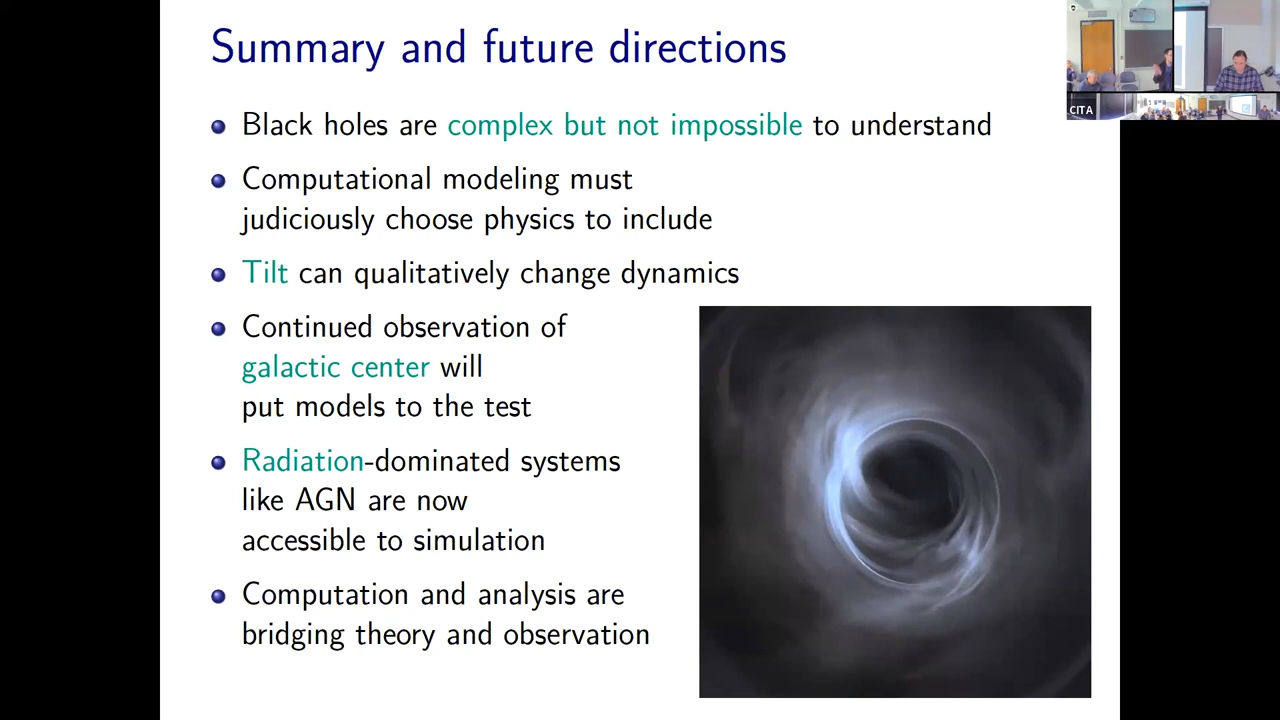 Summary and future directions
Black holes are complex but not impossible to understand
Computational modeling must
judiciously choose physics to include
Tilt can qualitatively change dynamics
Continued observation of
galactic center will
put models to the test
Radiation-dominated systems
like AGN are now
accessible to simulation
Computation and analysis are
bridging theory and observation
CITA